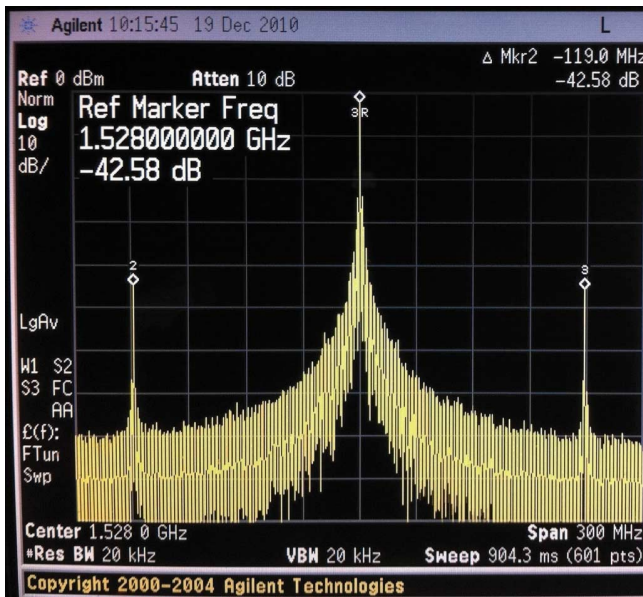 Agilent 10:15:45 19 Dec 2010 L
Δ Mkr2 -119.0 MHz
Ref 0 dBm Atten 10 dB -42.58 dB
Norm
Log
10
dB/
Ref Marker Freq
1.528000000 GHz
-42.58 dB
3R
2
3
LgAv
W1 S2
S3 FC
AA
£(f):
FTun
Swp
Center 1.528 0 GHz Span 300 MHz
#Res BW 20 kHz VBW 20 kHz Sweep 904.3 ms (601 pts)
Copyright 2000-2004 Agilent Technologies